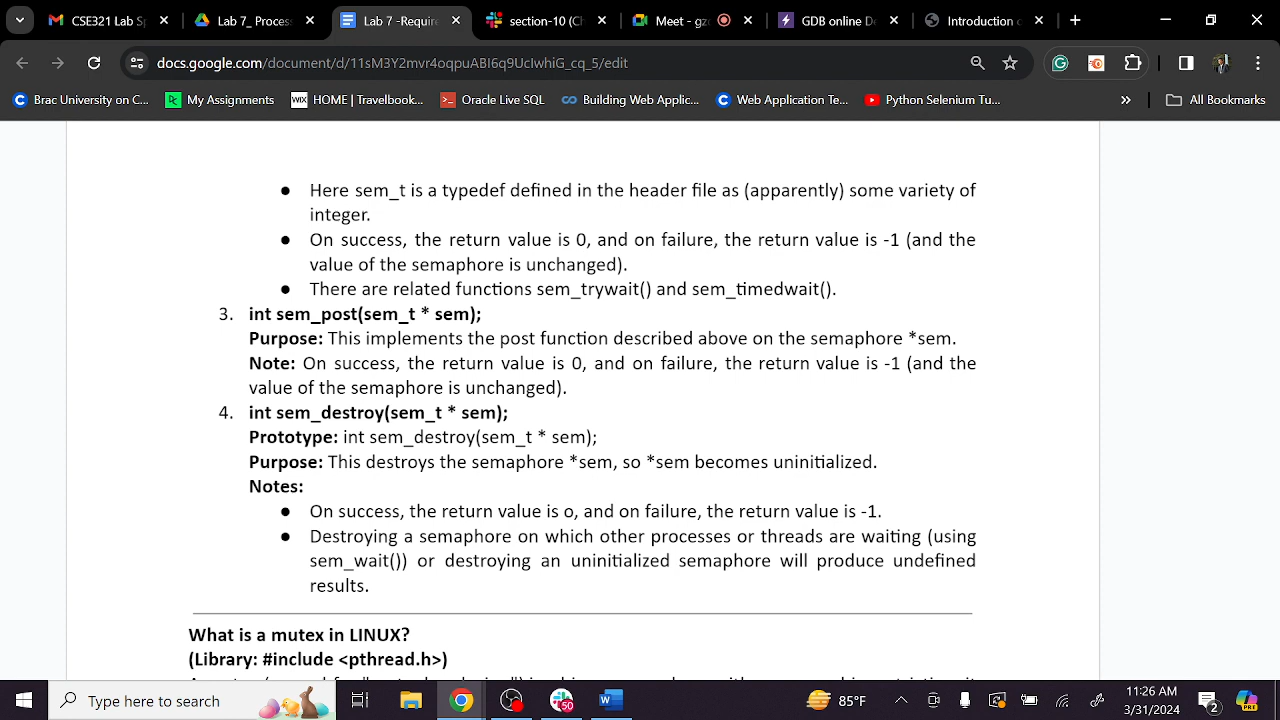 CSE321 Lab Sp
Lab 7_ Process
Lab 7 -Require
section-10 (Ch
Meet - gz
GDB online De
Introduction o
docs.google.com/document/d/11sM3Y2mvr4oqpuABI6q9UcIwhiG_cq_5/edit
Brac University on C...
My Assignments
HOME | Travelbook...
Oracle Live SQL
Building Web Applic...
Web Application Te...
Python Selenium Tu...
»
All Bookmarks
● Here sem_t is a typedef defined in the header file as (apparently) some variety of
integer.
● On success, the return value is 0, and on failure, the return value is -1 (and the
value of the semaphore is unchanged).
● There are related functions sem_trywait() and sem_timedwait().
3. int sem_post(sem_t * sem);
Purpose: This implements the post function described above on the semaphore *sem.
Note: On success, the return value is 0, and on failure, the return value is -1 (and the
value of the semaphore is unchanged).
4. int sem_destroy(sem_t * sem);
Prototype: int sem_destroy(sem_t * sem);
Purpose: This destroys the semaphore *sem, so *sem becomes uninitialized.
Notes:
● On success, the return value is o, and on failure, the return value is -1.
● Destroying a semaphore on which other processes or threads are waiting (using
sem_wait()) or destroying an uninitialized semaphore will produce undefined
results.
What is a mutex in LINUX?
(Library: #include <pthread.h>)
Type here to search
50
85°F
11:26 AM
3/31/2024
2